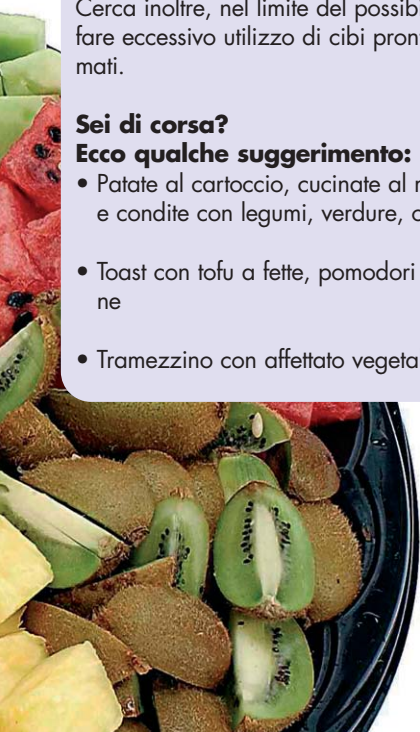 Cerca inoltre, nel limite del possibi
fare eccessivo utilizzo di cibi pron
mati.
Sei di corsa?
Ecco qualche suggerimento:
• Patate al cartoccio, cucinate al
e condite con legumi, verdure,
• Toast con tofu a fette, pomodori
ne
• Tramezzino con affettato vegeta